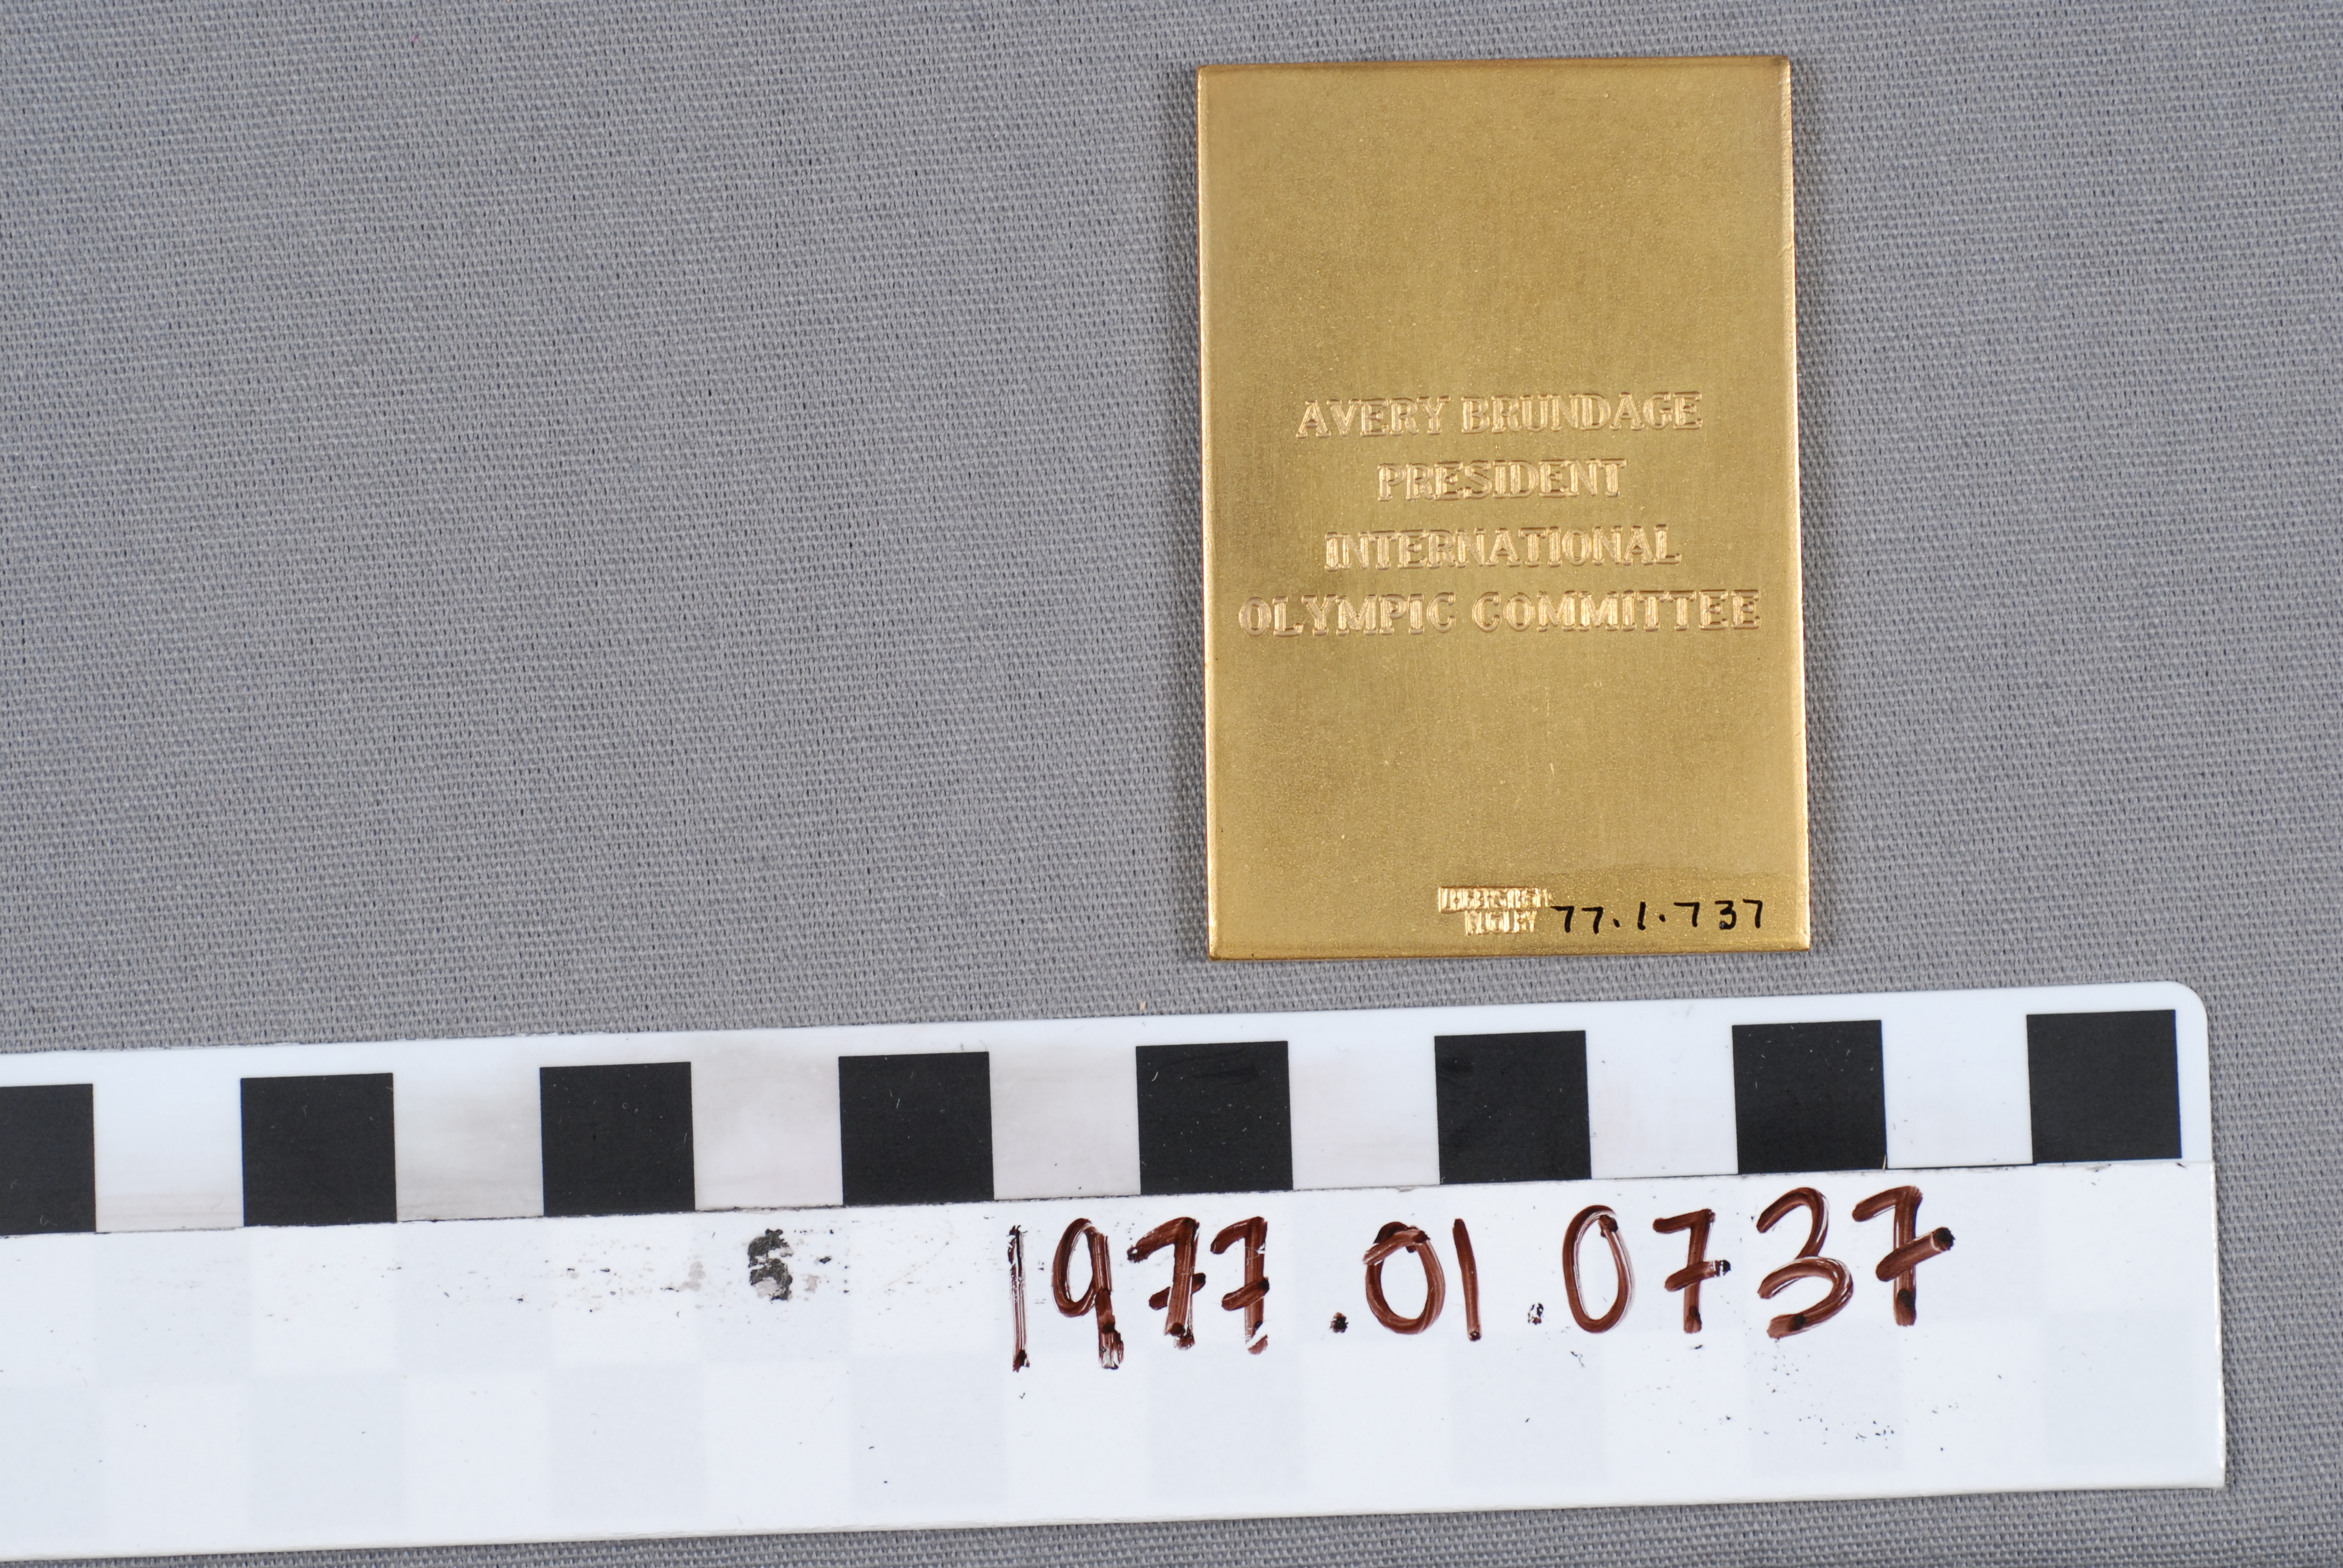 AVERY BRUNDAGE
PRESIDENT
INTERNATIONAL
OLYMPIC COMMITTEE
77.1.737
1977.01.0737